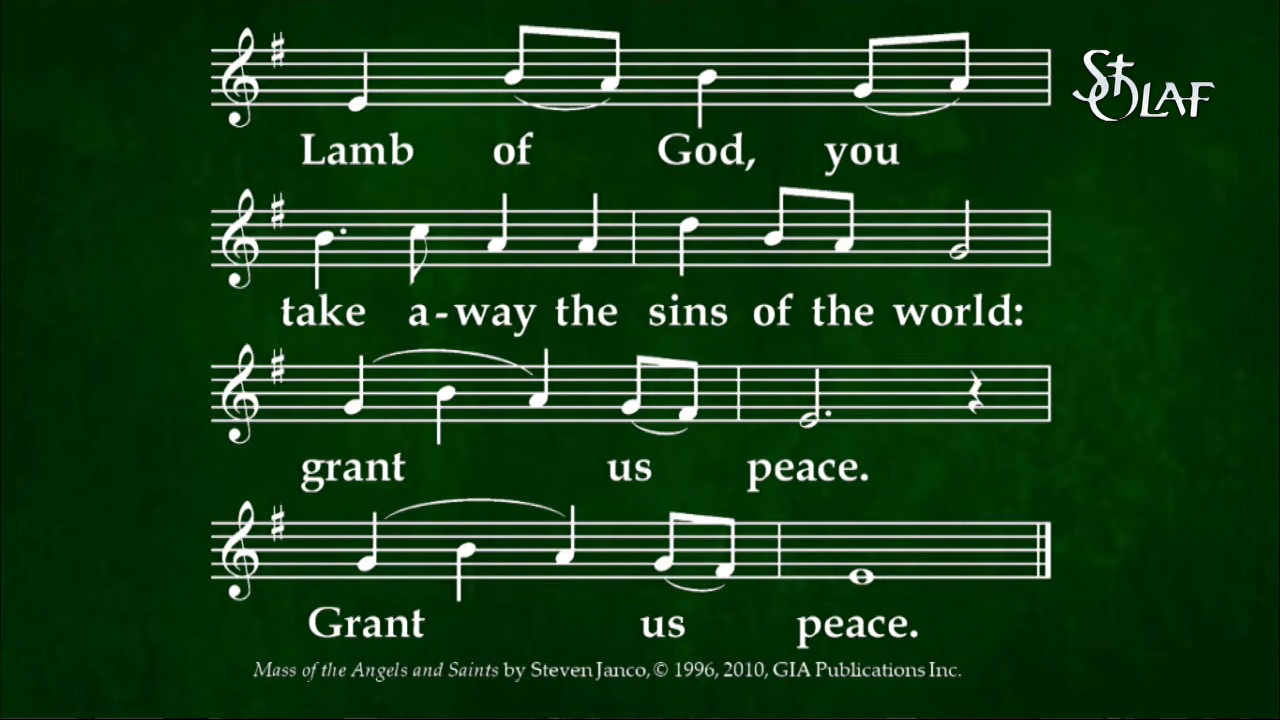 St OLAF
Lamb of God, you
take a-way the sins of the world:
grant us peace.
Grant us peace.
Mass of the Angels and Saints by Steven Janco, © 1996, 2010, GIA Publications Inc.